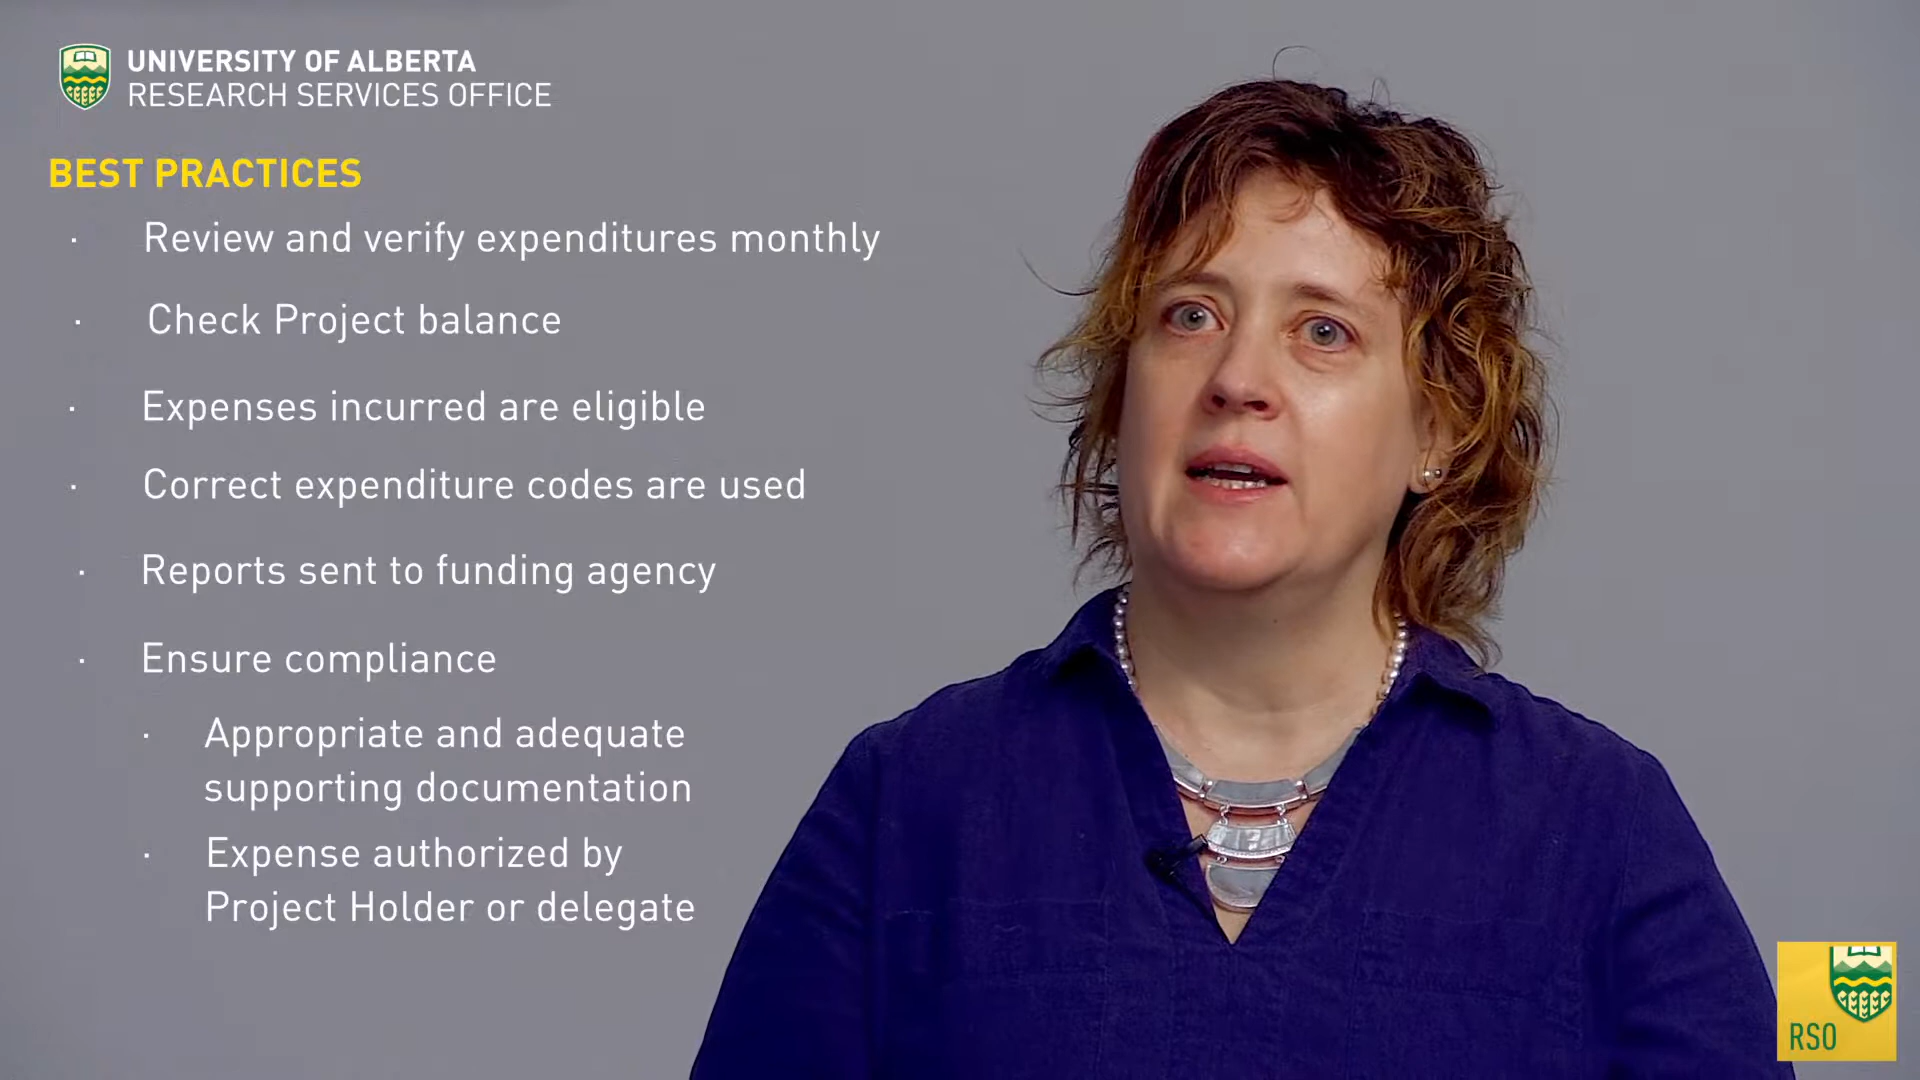 UNIVERSITY OF ALBERTA
RESEARCH SERVICES OFFICE
BEST PRACTICES
· Review and verify expenditures monthly
· Check Project balance
· Expenses incurred are eligible
· Correct expenditure codes are used
· Reports sent to funding agency
· Ensure compliance
· Appropriate and adequate
supporting documentation
· Expense authorized by
Project Holder or delegate
RSO